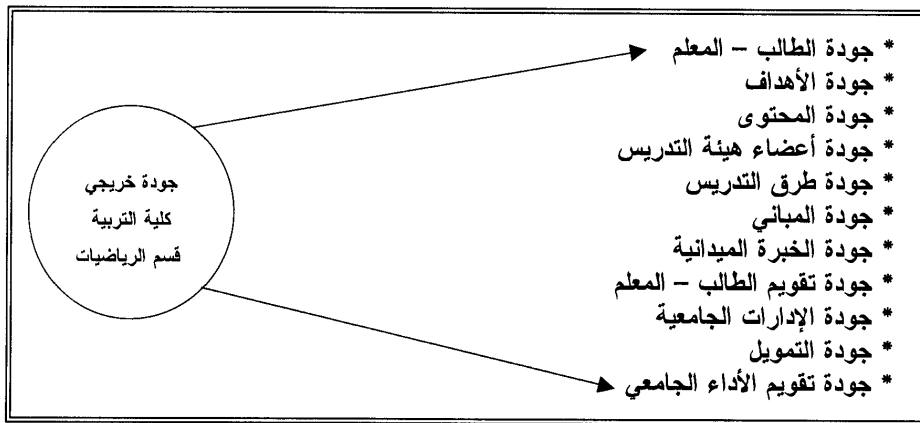 * جودة الطالب – المعلم
* جودة الأهداف
* جودة المحتوى
* جودة أعضاء هيئة التدريس
* جودة طرق التدريس
* جودة المباني
* جودة الخبرة الميدانية
* جودة تقويم الطالب – المعلم
* جودة الإدارات الجامعية
* جودة التمويل
* جودة تقويم الأداء الجامعي
جودة خريجي
كلية التربية
قسم الرياضيات